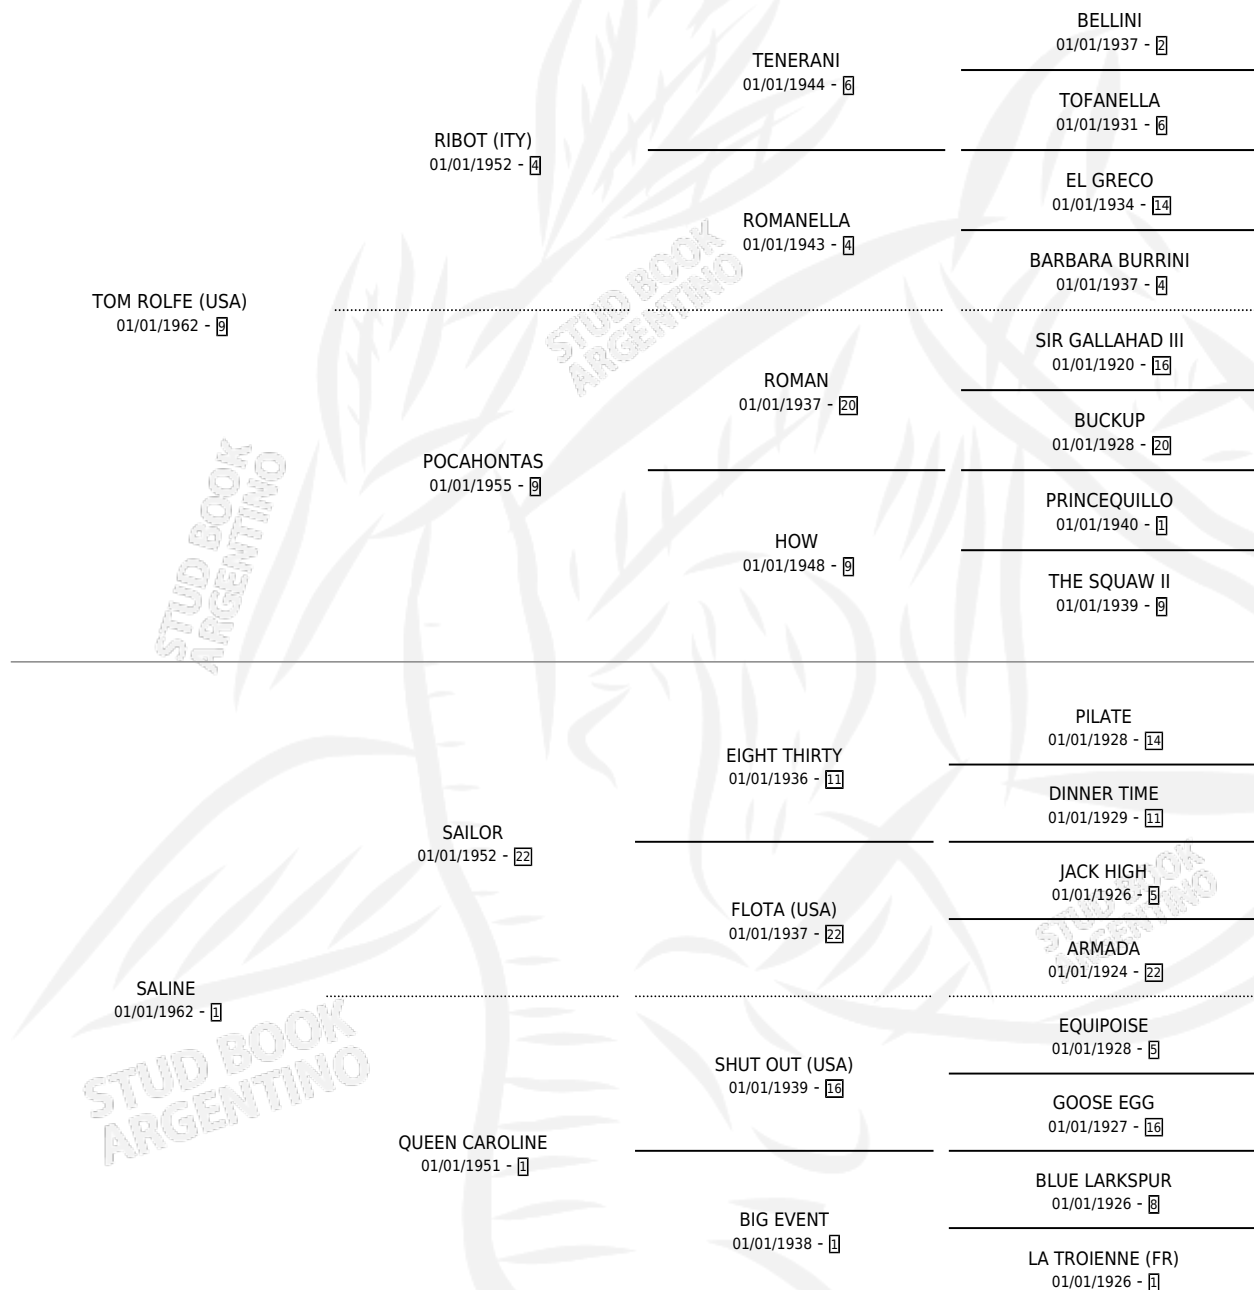 BELLINI
01/01/1937 - 2
TENERANI
01/01/1944 - 6
TOFANELLA
01/01/1931 - 6
RIBOT (ITY)
01/01/1952 - 4
EL GRECO
01/01/1934 - 14
ROMANELLA
01/01/1943 - 4
BARBARA BURRINI
01/01/1937 - 4
TOM ROLFE (USA)
01/01/1962 - 9
SIR GALLAHAD III
01/01/1920 - 16
ROMAN
01/01/1937 - 20
BUCKUP
01/01/1928 - 20
POCAHONTAS
01/01/1955 - 9
PRINCEQUILLO
01/01/1940 - 1
HOW
01/01/1948 - 9
THE SQUAW II
01/01/1939 - 9
PILATE
01/01/1928 - 14
EIGHT THIRTY
01/01/1936 - 11
DINNER TIME
01/01/1929 - 11
SAILOR
01/01/1952 - 22
JACK HIGH
01/01/1926 - 5
FLOTA (USA)
01/01/1937 - 22
ARMADA
01/01/1924 - 22
SALINE
01/01/1962 - 1
EQUIPOISE
01/01/1928 - 5
SHUT OUT (USA)
01/01/1939 - 16
GOOSE EGG
01/01/1927 - 16
QUEEN CAROLINE
01/01/1951 - 1
BLUE LARKSPUR
01/01/1926 - 8
BIG EVENT
01/01/1938 - 1
LA TROIENNE (FR)
01/01/1926 - 1
STUD BOOK
ARGENTINO
STUD BOOK
ARGENTINO
STUD BOOK
ARGENTINO
STUD BOOK
ARGENTINO